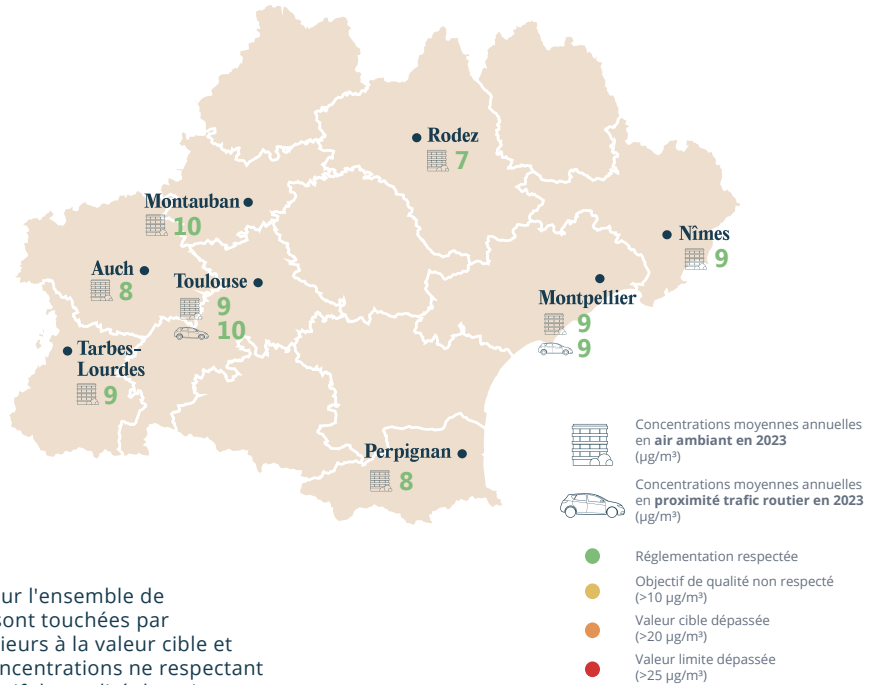 Rodez
7
Montauban
10
Nîmes
9
Auch
8
Toulouse
9
10
Montpellier
9
9
Tarbes-
Lourdes
9
Perpignan
8
Concentrations moyennes annuelles
en air ambiant en 2023
(µg/m³)
Concentrations moyennes annuelles
en proximité trafic routier en 2023
(µg/m³)
Réglementation respectée
Objectif de qualité non respecté
(>10 µg/m³)
Valeur cible dépassée
(>20 µg/m³)
Valeur limite dépassée
(>25 µg/m³)
ur l'ensemble de
sont touchées par
ieurs à la valeur cible et
oncentrations ne respectant